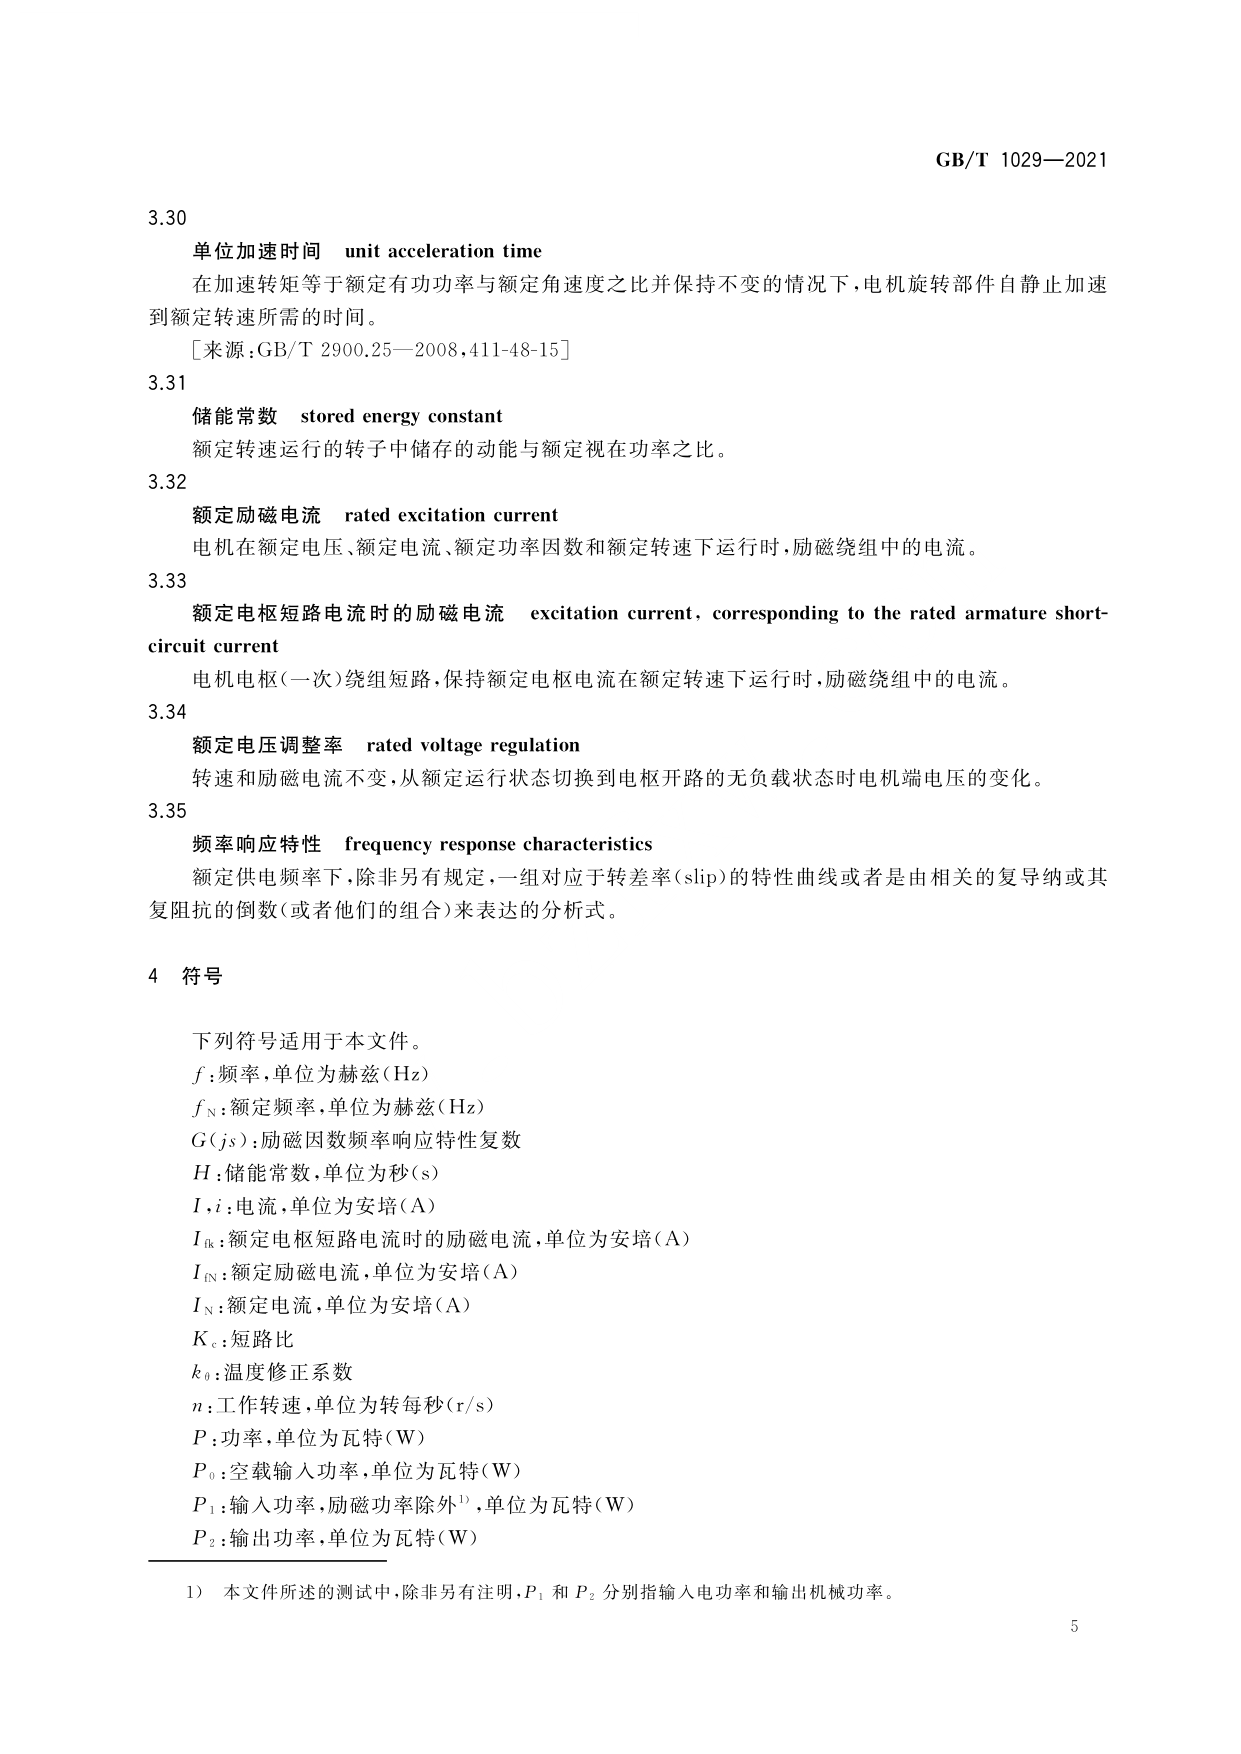 GB/T 1029—2021
3.30
单位加速时间 unit acceleration time
在加速转矩等于额定有功功率与额定角速度之比并保持不变的情况下,电机旋转部件自静止加速
到额定转速所需的时间。
[来源:GB/T 2900.25—2008,411-48-15]
3.31
储能常数 stored energy constant
额定转速运行的转子中储存的动能与额定视在功率之比。
3.32
额定励磁电流 rated excitation current
电机在额定电压、额定电流、额定功率因数和额定转速下运行时,励磁绕组中的电流。
3.33
额定电枢短路电流时的励磁电流 excitation current, corresponding to the rated armature short-
circuit current
电机电枢(一次)绕组短路,保持额定电枢电流在额定转速下运行时,励磁绕组中的电流。
3.34
额定电压调整率 rated voltage regulation
转速和励磁电流不变,从额定运行状态切换到电枢开路的无负载状态时电机端电压的变化。
3.35
频率响应特性 frequency response characteristics
额定供电频率下,除非另有规定,一组对应于转差率(slip)的特性曲线或者是由相关的复导纳或其
复阻抗的倒数(或者他们的组合)来表达的分析式。
4 符号
下列符号适用于本文件。
f:频率,单位为赫兹(Hz)
fN:额定频率,单位为赫兹(Hz)
G(js):励磁因数频率响应特性复数
H:储能常数,单位为秒(s)
I,i:电流,单位为安培(A)
Ifk:额定电枢短路电流时的励磁电流,单位为安培(A)
IfN:额定励磁电流,单位为安培(A)
IN:额定电流,单位为安培(A)
Kc:短路比
kθ:温度修正系数
n:工作转速,单位为转每秒(r/s)
P:功率,单位为瓦特(W)
P0:空载输入功率,单位为瓦特(W)
P1:输入功率,励磁功率除外1),单位为瓦特(W)
P2:输出功率,单位为瓦特(W)
1) 本文件所述的测试中,除非另有注明,P1 和 P2 分别指输入电功率和输出机械功率。
5